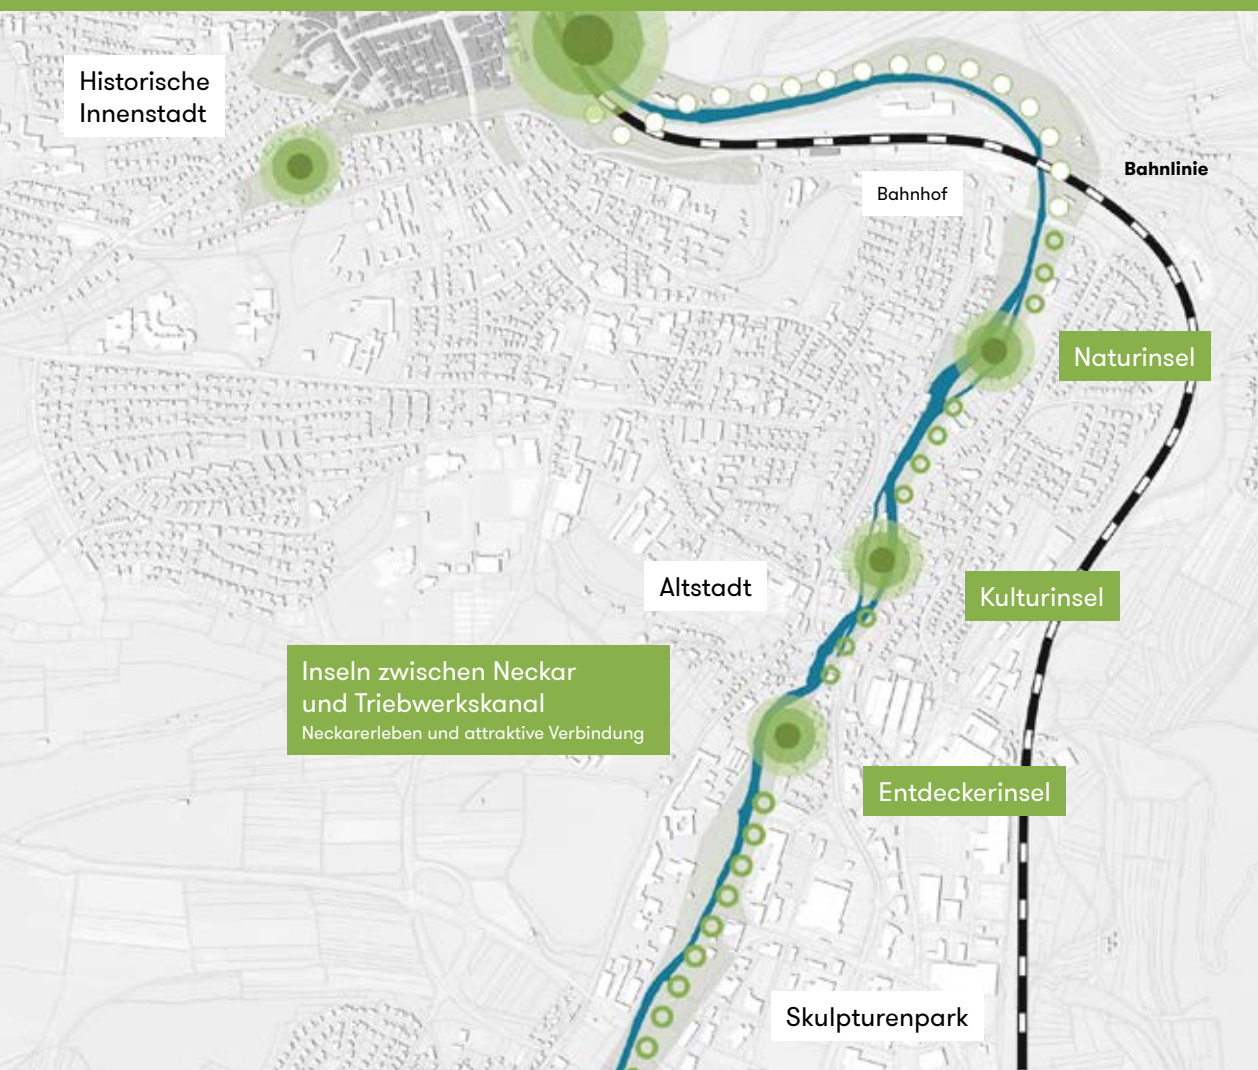 Historische
Innenstadt
Bahnlinie
Bahnhof
Naturinsel
Altstadt
Kulturinsel
Inseln zwischen Neckar
und Triebwerkskanal
Neckarerleben und attraktive Verbindung
Entdeckerinsel
Skulpturenpark